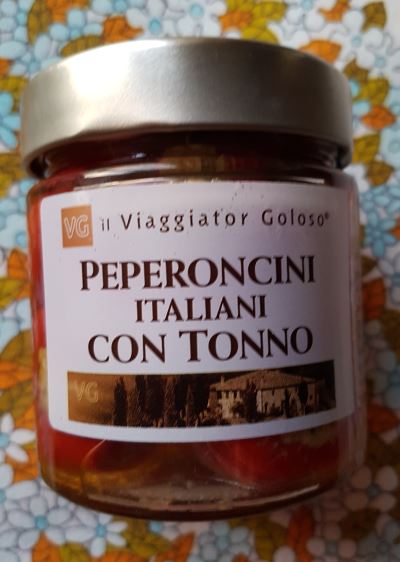 VG il Viaggiator Goloso®
PEPERONCINI
ITALIANI
CON TONNO
VG